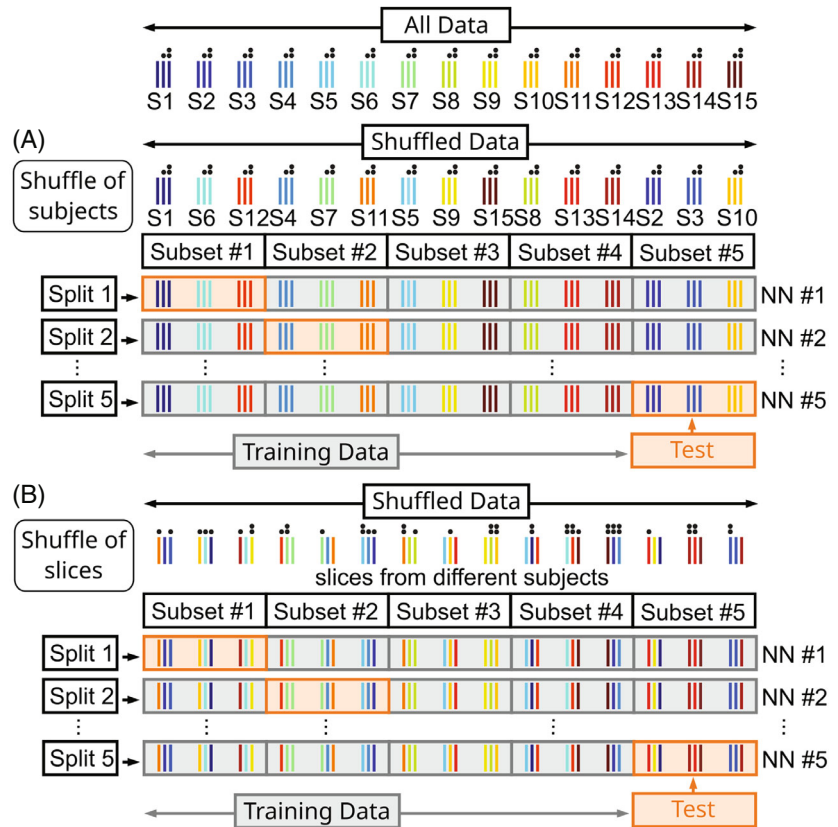 All Data
S1 S2 S3 S4 S5 S6 S7 S8 S9 S10 S11 S12 S13 S14 S15
(A)
Shuffled Data
Shuffle of
subjects
S1 S6 S12 S4 S7 S11 S5 S9 S15 S8 S13 S14 S2 S3 S10
Subset #1 Subset #2 Subset #3 Subset #4 Subset #5
Split 1 NN #1
Split 2 NN #2
Split 5 NN #5
Training Data Test
(B)
Shuffled Data
Shuffle of
slices
slices from different subjects
Subset #1 Subset #2 Subset #3 Subset #4 Subset #5
Split 1 NN #1
Split 2 NN #2
Split 5 NN #5
Training Data Test